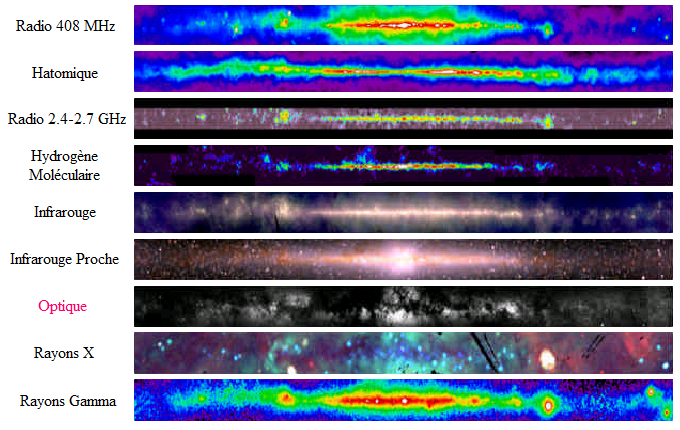 Radio 408 MHz
Hatomique
Radio 2.4-2.7 GHz
Hydrogène
Moléculaire
Infrarouge
Infrarouge Proche
Optique
Rayons X
Rayons Gamma